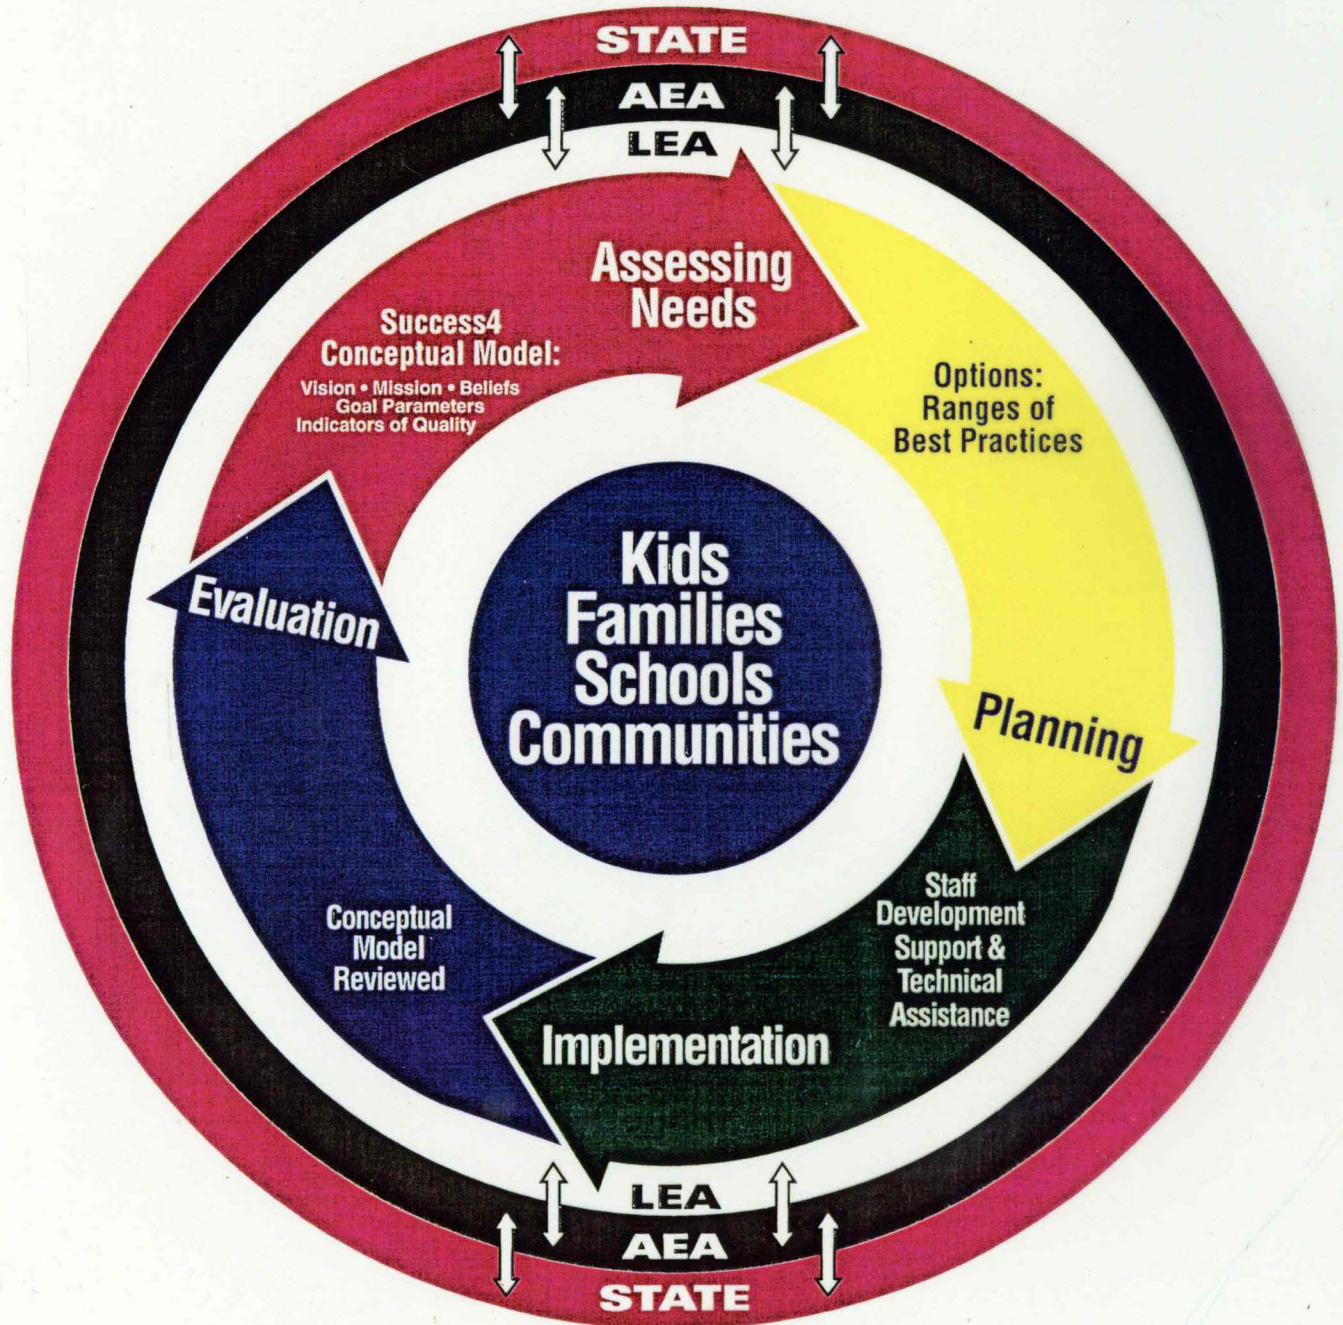 STATE
AEA
LEA
Assessing
Needs
Success4
Conceptual Model:
Vision • Mission • Beliefs
Goal Parameters
Indicators of Quality
Options:
Ranges of
Best Practices
Kids
Families
Schools
Communities
Evaluation
Planning
Staff
Development
Support &
Technical
Assistance
Conceptual
Model
Reviewed
Implementation
LEA
AEA
STATE